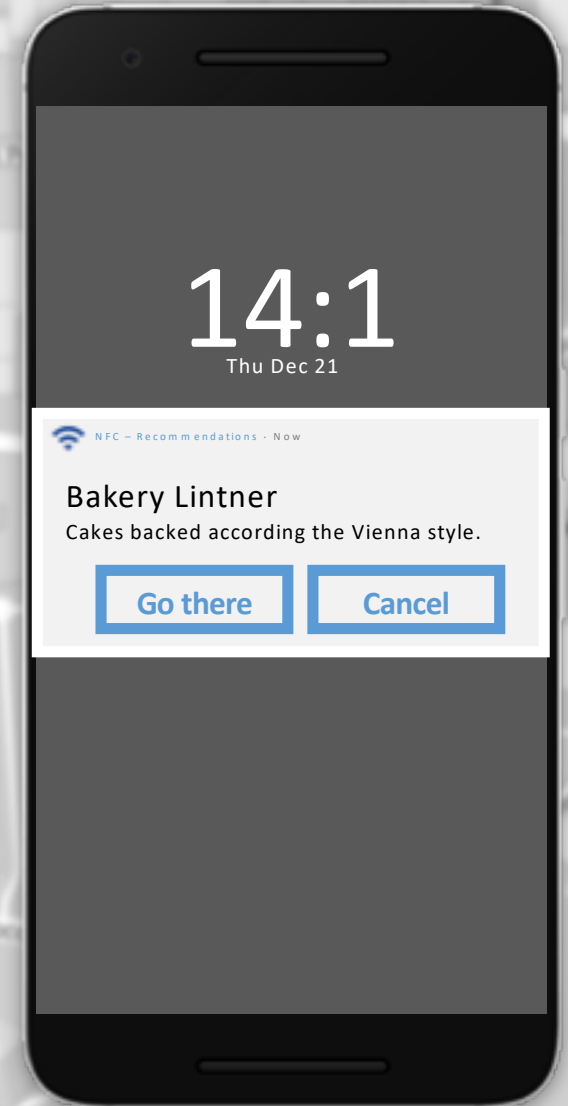 14:1
Thu Dec 21
NFC – Recommendations · Now
Bakery Lintner
Cakes backed according the Vienna style.
Go there
Cancel